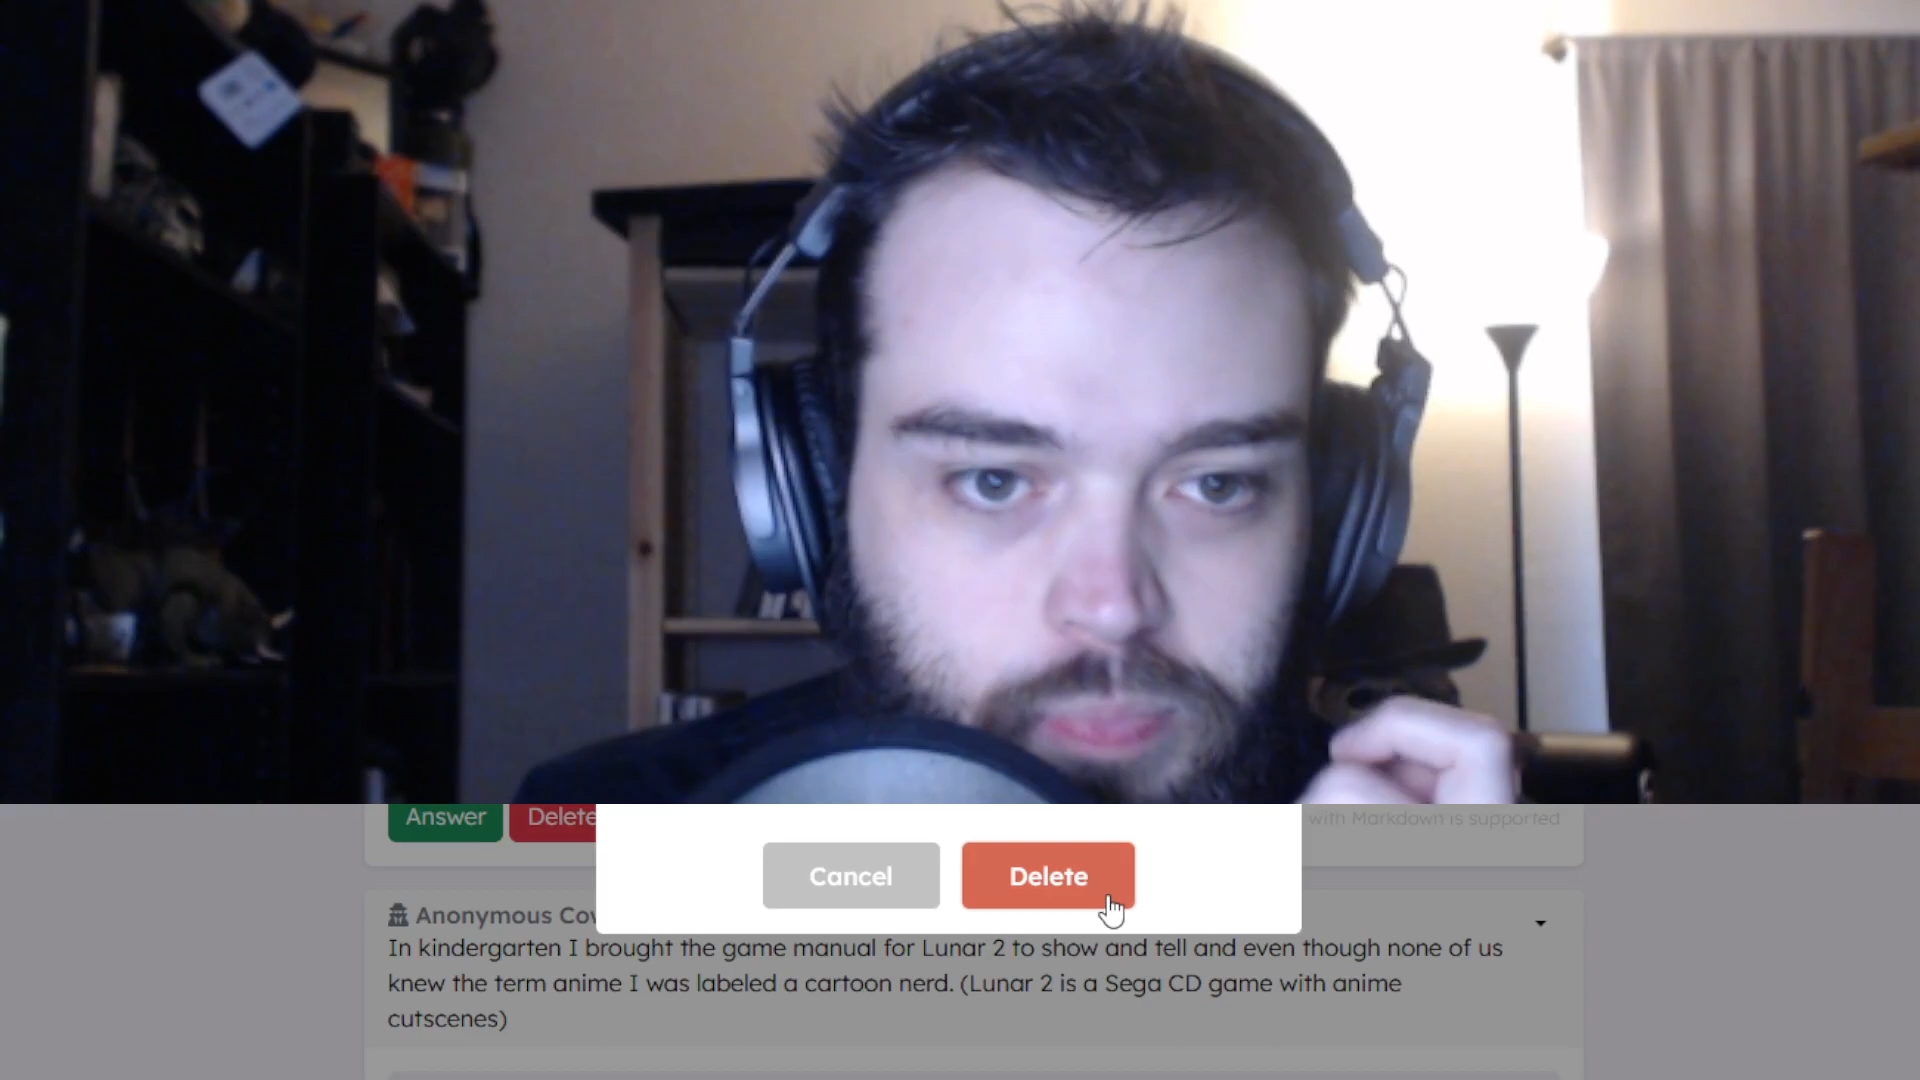 Answer
Delete
with Markdown is supported
Cancel
Delete
Anonymous Cov
In kindergarten I brought the game manual for Lunar 2 to show and tell and even though none of us
knew the term anime I was labeled a cartoon nerd. (Lunar 2 is a Sega CD game with anime
cutscenes)